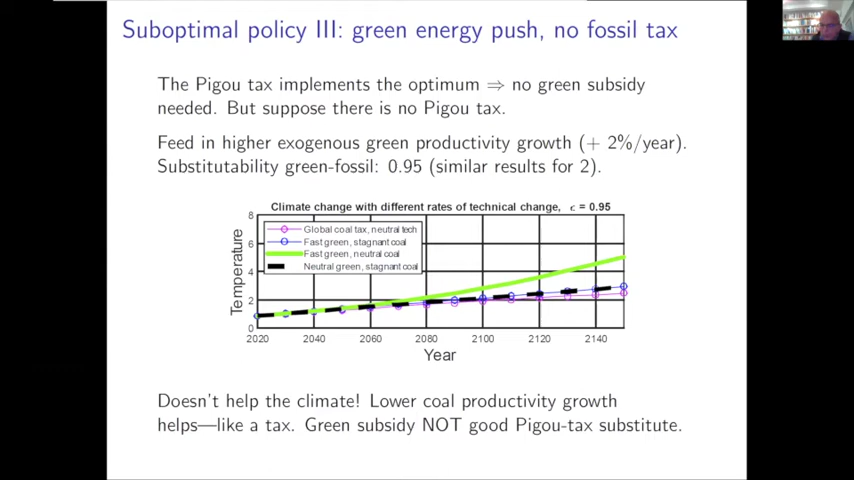 Suboptimal policy III: green energy push, no fossil tax
The Pigou tax implements the optimum ⇒ no green subsidy
needed. But suppose there is no Pigou tax.
Feed in higher exogenous green productivity growth (+ 2%/year).
Substitutability green-fossil: 0.95 (similar results for 2).
Climate change with different rates of technical change, ϵ = 0.95
8
6
4
2
0
Temperature
Global coal tax, neutral tech
Fast green, stagnant coal
Fast green, neutral coal
Neutral green, stagnant coal
2020 2040 2060 2080 2100 2120 2140
Year
Doesn't help the climate! Lower coal productivity growth
helps—like a tax. Green subsidy NOT good Pigou-tax substitute.